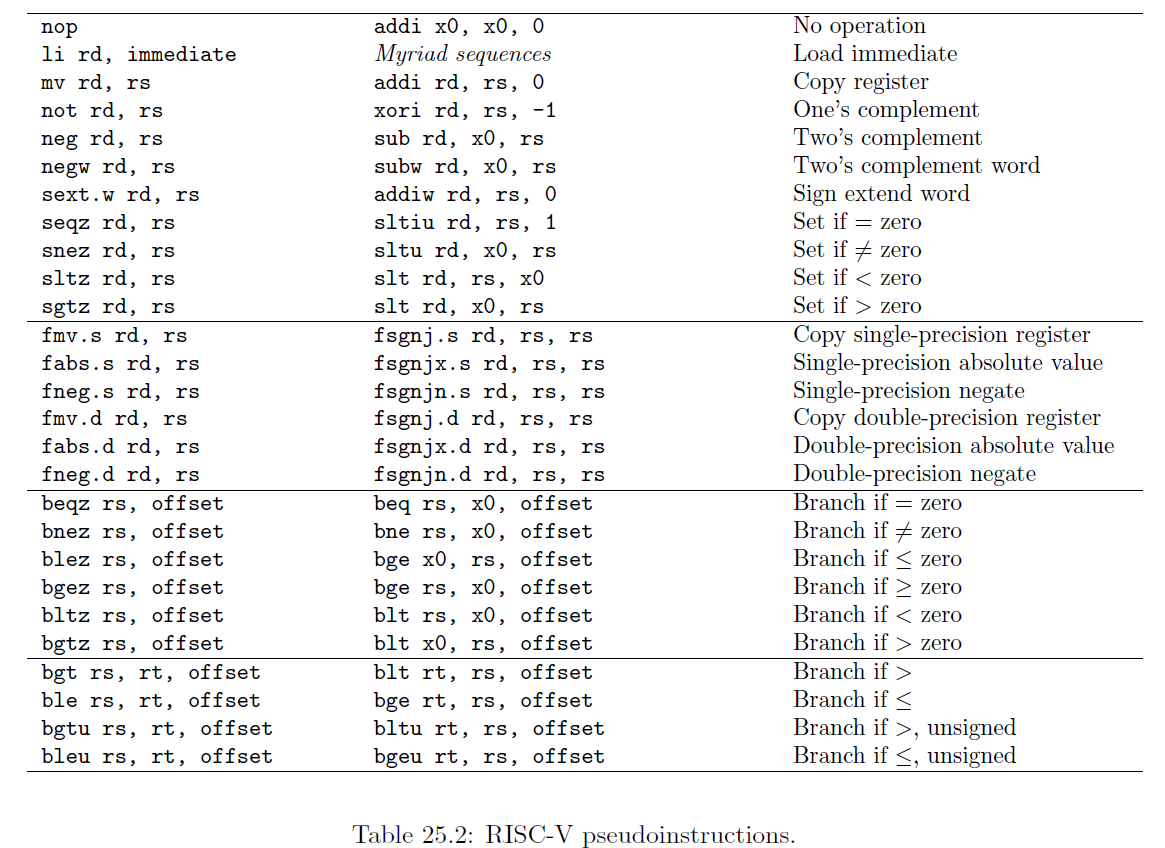 nop addi x0, x0, 0 No operation
li rd, immediate Myriad sequences Load immediate
mv rd, rs addi rd, rs, 0 Copy register
not rd, rs xori rd, rs, -1 One's complement
neg rd, rs sub rd, x0, rs Two's complement
negw rd, rs subw rd, x0, rs Two's complement word
sext.w rd, rs addiw rd, rs, 0 Sign extend word
seqz rd, rs sltiu rd, rs, 1 Set if = zero
snez rd, rs sltu rd, x0, rs Set if ≠ zero
sltz rd, rs slt rd, rs, x0 Set if < zero
sgtz rd, rs slt rd, x0, rs Set if > zero
fmv.s rd, rs fsgnj.s rd, rs, rs Copy single-precision register
fabs.s rd, rs fsgnjx.s rd, rs, rs Single-precision absolute value
fneg.s rd, rs fsgnjn.s rd, rs, rs Single-precision negate
fmv.d rd, rs fsgnj.d rd, rs, rs Copy double-precision register
fabs.d rd, rs fsgnjx.d rd, rs, rs Double-precision absolute value
fneg.d rd, rs fsgnjn.d rd, rs, rs Double-precision negate
beqz rs, offset beq rs, x0, offset Branch if = zero
bnez rs, offset bne rs, x0, offset Branch if ≠ zero
blez rs, offset bge x0, rs, offset Branch if ≤ zero
bgez rs, offset bge rs, x0, offset Branch if ≥ zero
bltz rs, offset blt rs, x0, offset Branch if < zero
bgtz rs, offset blt x0, rs, offset Branch if > zero
bgt rs, rt, offset blt rt, rs, offset Branch if >
ble rs, rt, offset bge rt, rs, offset Branch if ≤
bgtu rs, rt, offset bltu rt, rs, offset Branch if >, unsigned
bleu rs, rt, offset bgeu rt, rs, offset Branch if ≤, unsigned
Table 25.2: RISC-V pseudoinstructions.